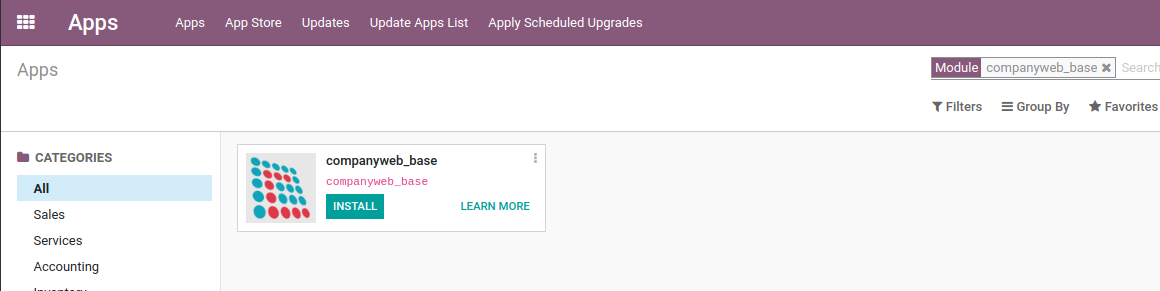 Apps Apps App Store Updates Update Apps List Apply Scheduled Upgrades
Apps
Module companyweb_base Search
Filters Group By Favorites
CATEGORIES
All
Sales
Services
Accounting
companyweb_base
companyweb_base
INSTALL LEARN MORE